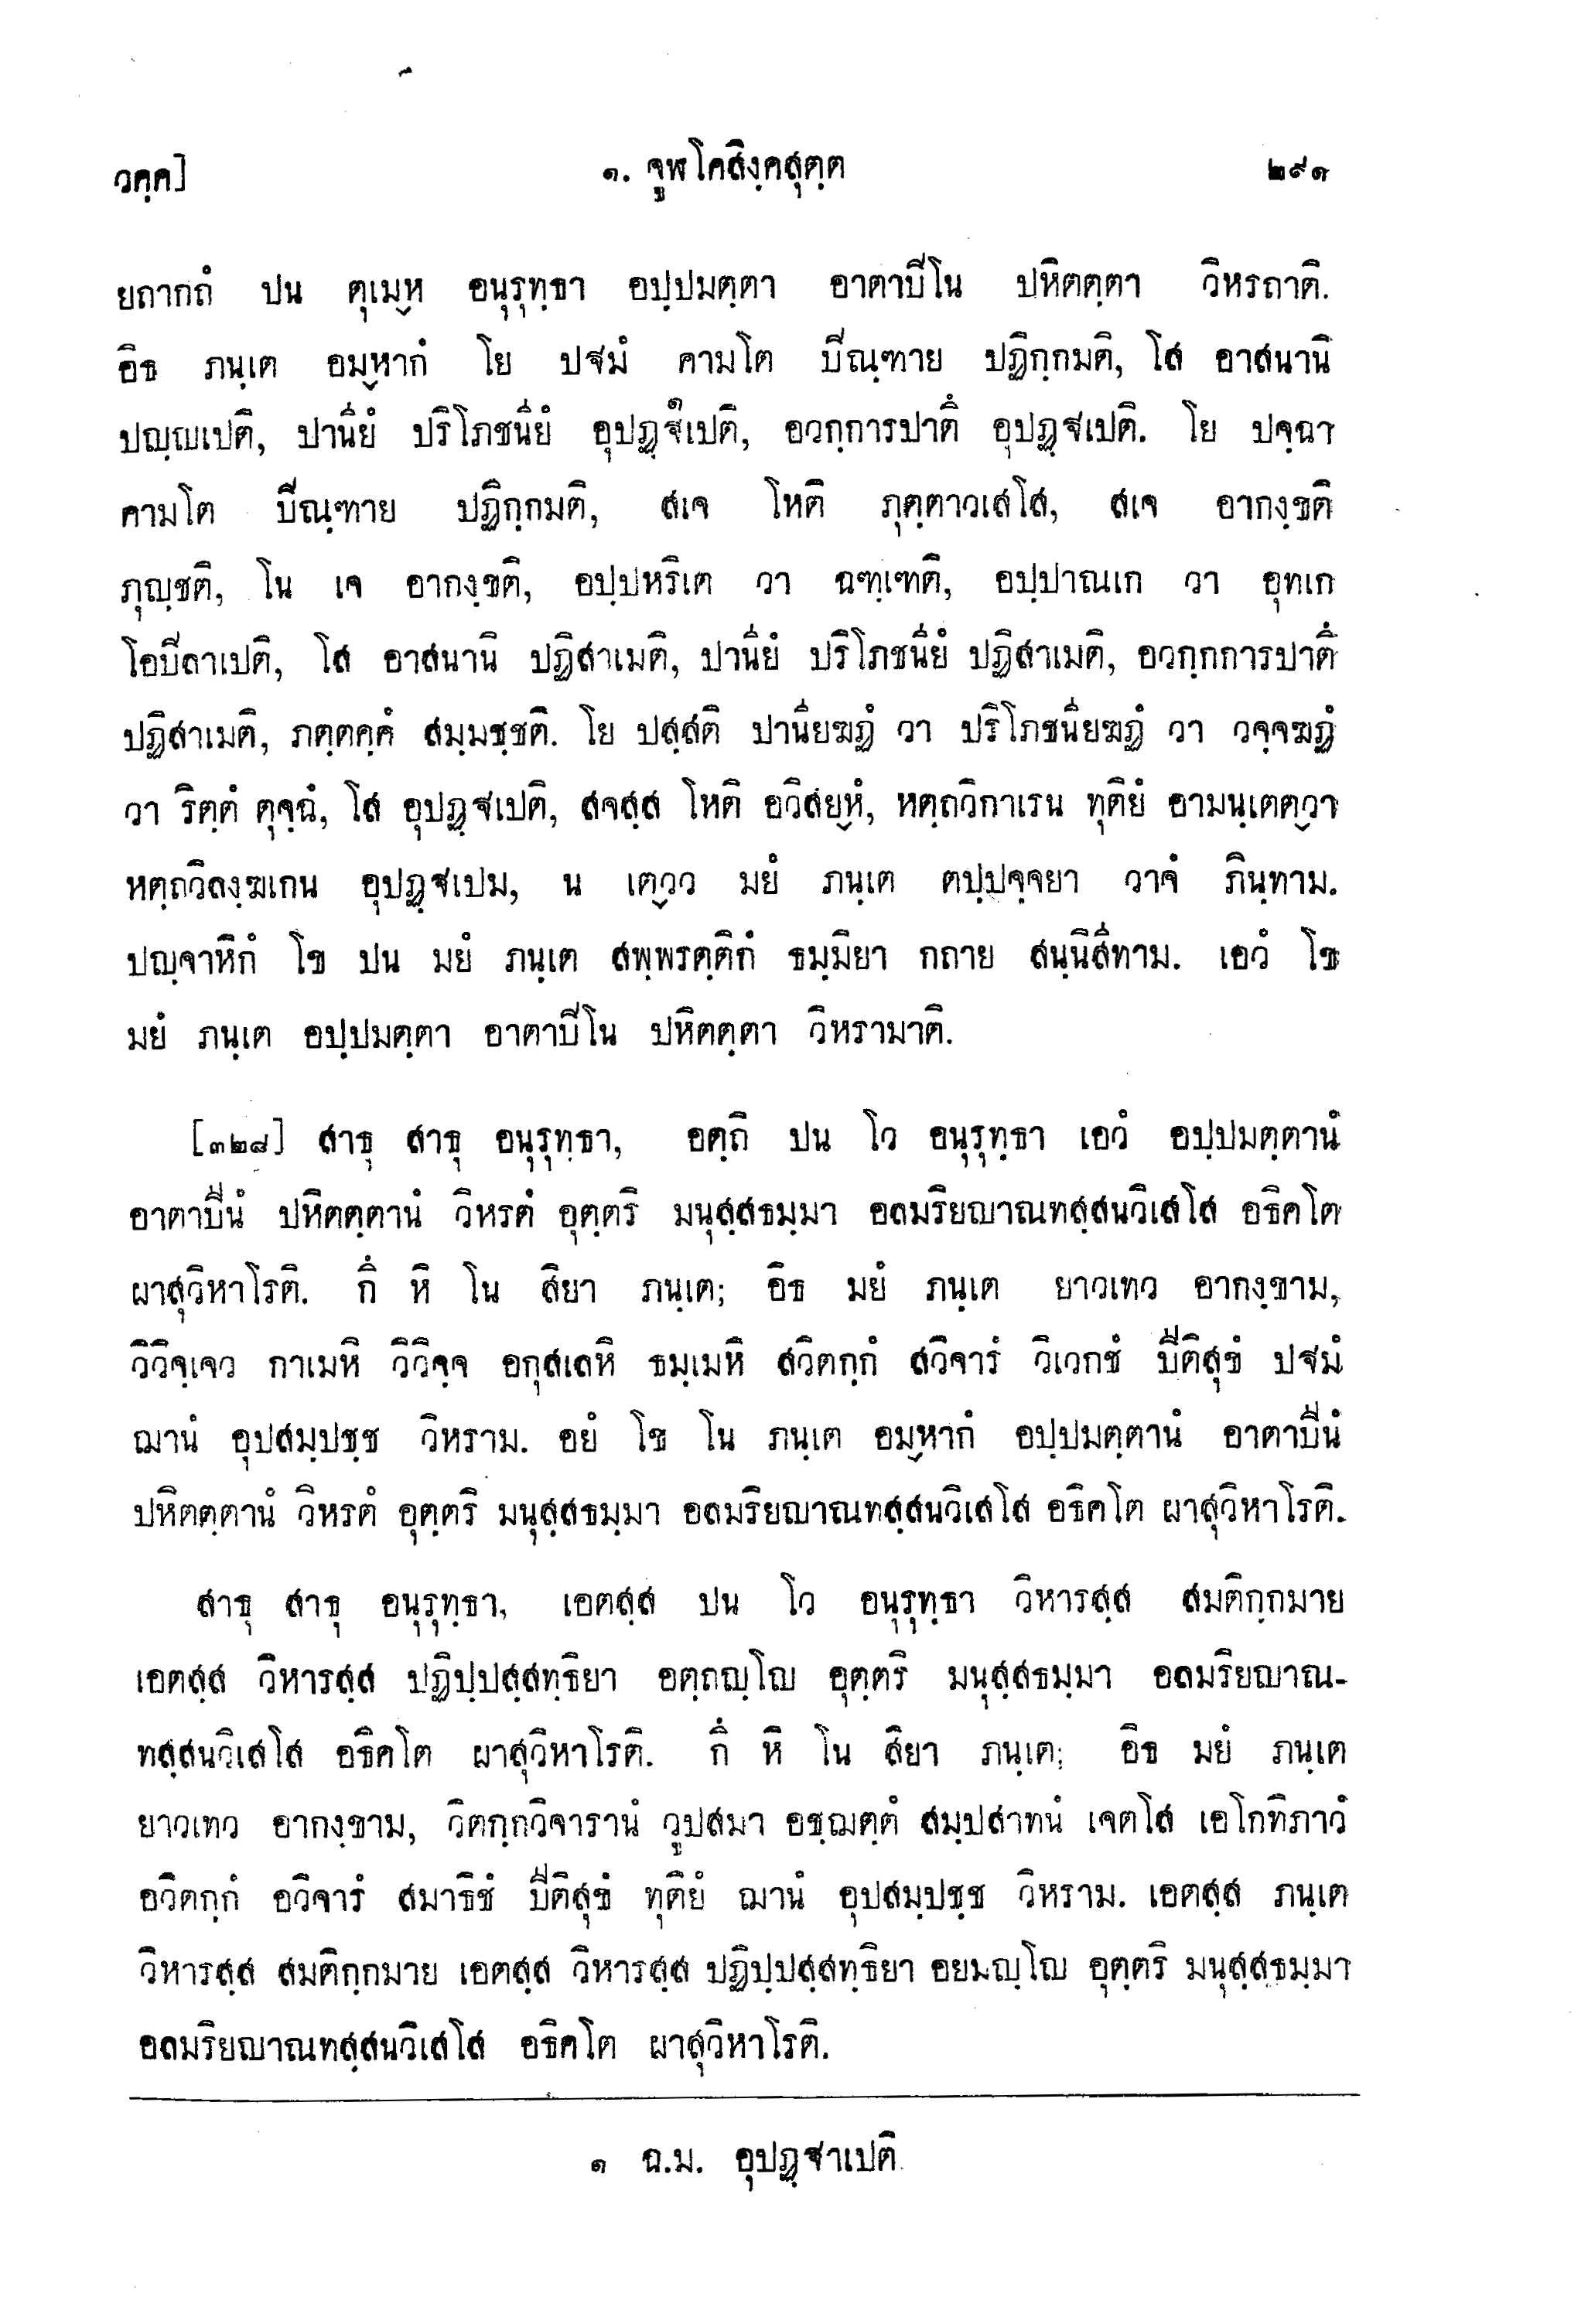 วคฺค]
๑. จูฬโคสิงฺคสุตฺต
๒๙๑
ยถากถํ ปน ตุเมฺห อนุรุทฺธา อปฺปมตฺตา อาตาปิโน ปหิตตฺตา วิหรถาติ.
อิธ ภนฺเต อมฺหากํ โย ปฐมํ คามโต ปิณฺฑาย ปฏิกฺกมติ, โส อาสนานิ
ปญฺญเปติ, ปานียํ ปริโภชนียํ อุปฏฺฐเปติ,๑ อวกฺการปาตึ อุปฏฺฐเปติ. โย ปจฺฉา
คามโต ปิณฺฑาย ปฏิกฺกมติ, สเจ โหติ ภุตฺตาวเสโส, สเจ อากงฺขติ
ภุญฺชติ, โน เจ อากงฺขติ, อปฺปหริเต วา ฉฑฺเฑติ, อปฺปาณเก วา อุทเก
โอปิลาเปติ, โส อาสนานิ ปฏิสาเมติ, ปานียํ ปริโภชนียํ ปฏิสาเมติ, อวกฺกการปาตึ
ปฏิสาเมติ, ภตฺตคฺคํ สมฺมชฺชติ. โย ปสฺสติ ปานียฆฏํ วา ปริโภชนียฆฏํ วา วจฺจฆฏํ
วา ริตฺตํ ตุจฺฉํ, โส อุปฏฺฐเปติ, สจสฺส โหติ อวิสยฺหํ, หตฺถวิกาเรน ทุติยํ อามนฺเตตฺวา
หตฺถวิลงฺฆเกน อุปฏฺฐเปม, น เตฺวว มยํ ภนฺเต ตปฺปจฺจยา วาจํ ภินฺทาม.
ปญฺจาหิกํ โข ปน มยํ ภนฺเต สพฺพรตฺติกํ ธมฺมิยา กถาย สนฺนิสีทาม. เอวํ โข
มยํ ภนฺเต อปฺปมตฺตา อาตาปิโน ปหิตตฺตา วิหรามาติ.
[๓๒๘] สาธุ สาธุ อนุรุทฺธา, อตฺถิ ปน โว อนุรุทฺธา เอวํ อปฺปมตฺตานํ
อาตาปีนํ ปหิตตฺตานํ วิหรตํ อุตฺตริ มนุสฺสธมฺมา อลมริยญาณทสฺสนวิเสโส อธิคโต
ผาสุวิหาโรติ. กึ หิ โน สิยา ภนฺเต; อิธ มยํ ภนฺเต ยาวเทว อากงฺขาม,
วิวิจฺเจว กาเมหิ วิวิจฺจ อกุสเลหิ ธมฺเมหิ สวิตกฺกํ สวิจารํ วิเวกชํ ปีติสุขํ ปฐมํ
ฌานํ อุปสมฺปชฺช วิหราม. อยํ โข โน ภนฺเต อมฺหากํ อปฺปมตฺตานํ อาตาปีนํ
ปหิตตฺตานํ วิหรตํ อุตฺตริ มนุสฺสธมฺมา อลมริยญาณทสฺสนวิเสโส อธิคโต ผาสุวิหาโรติ.
สาธุ สาธุ อนุรุทฺธา, เอตสฺส ปน โว อนุรุทฺธา วิหารสฺส สมติกฺกมาย
เอตสฺส วิหารสฺส ปฏิปฺปสฺสทฺธิยา อตฺถญฺโญ อุตฺตริ มนุสฺสธมฺมา อลมริยญาณ-
ทสฺสนวิเสโส อธิคโต ผาสุวิหาโรติ. กึ หิ โน สิยา ภนฺเต; อิธ มยํ ภนฺเต
ยาวเทว อากงฺขาม, วิตกฺกวิจารานํ วูปสมา อชฺฌตฺตํ สมฺปสาทนํ เจตโส เอโกทิภาวํ
อวิตกฺกํ อวิจารํ สมาธิชํ ปีติสุขํ ทุติยํ ฌานํ อุปสมฺปชฺช วิหราม. เอตสฺส ภนฺเต
วิหารสฺส สมติกฺกมาย เอตสฺส วิหารสฺส ปฏิปฺปสฺสทฺธิยา อยมญฺโญ อุตฺตริ มนุสฺสธมฺมา
อลมริยญาณทสฺสนวิเสโส อธิคโต ผาสุวิหาโรติ.
๑ ฉ.ม. อุปฏฺฐาเปติ